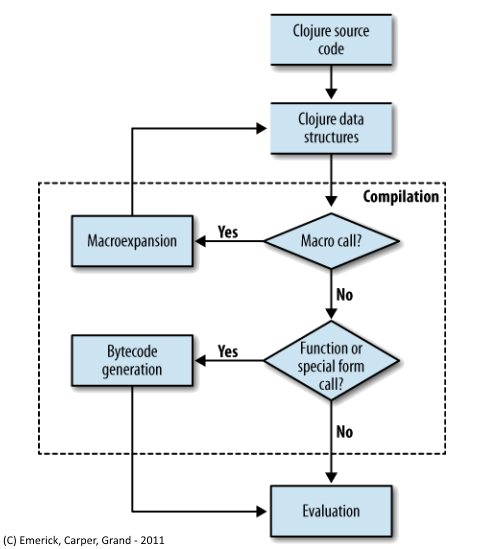 Clojure source
code
Clojure data
structures
Compilation
Macroexpansion
Yes
Macro call?
No
Bytecode
generation
Yes
Function or
special form
call?
No
Evaluation
(C) Emerick, Carper, Grand - 2011